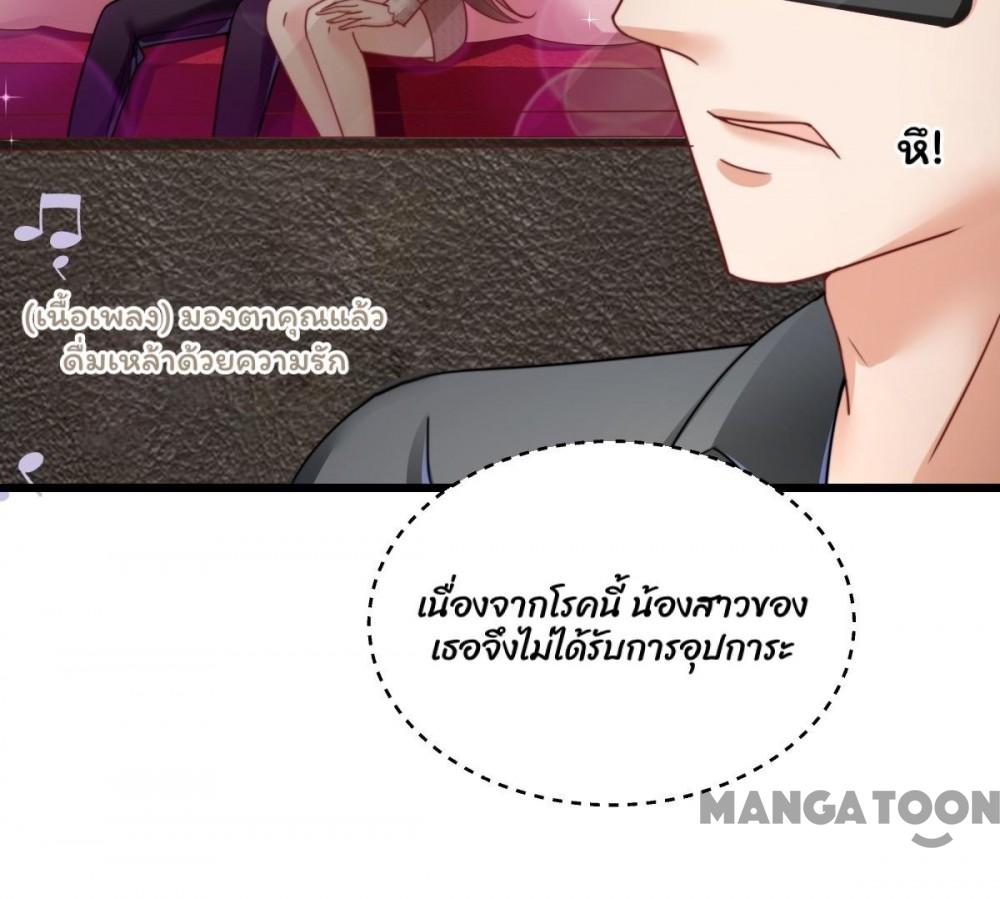 หึ!
(เนื้อเพลง) มองตาคุณแล้ว
ดื่มเหล้าด้วยความรัก
เนื่องจากโรคนี้ น้องสาวของ
เธอจึงไม่ได้รับการอุปการะ
MANGATOON